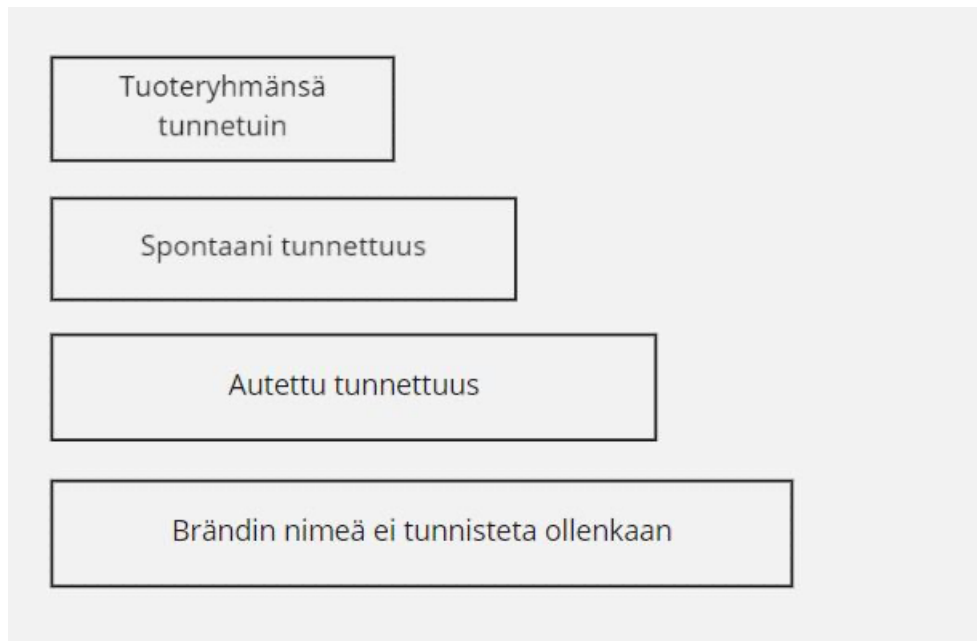 Tuoteryhmänsä
tunnetuin
Spontaani tunnettuus
Autettu tunnettuus
Brändin nimeä ei tunnisteta ollenkaan